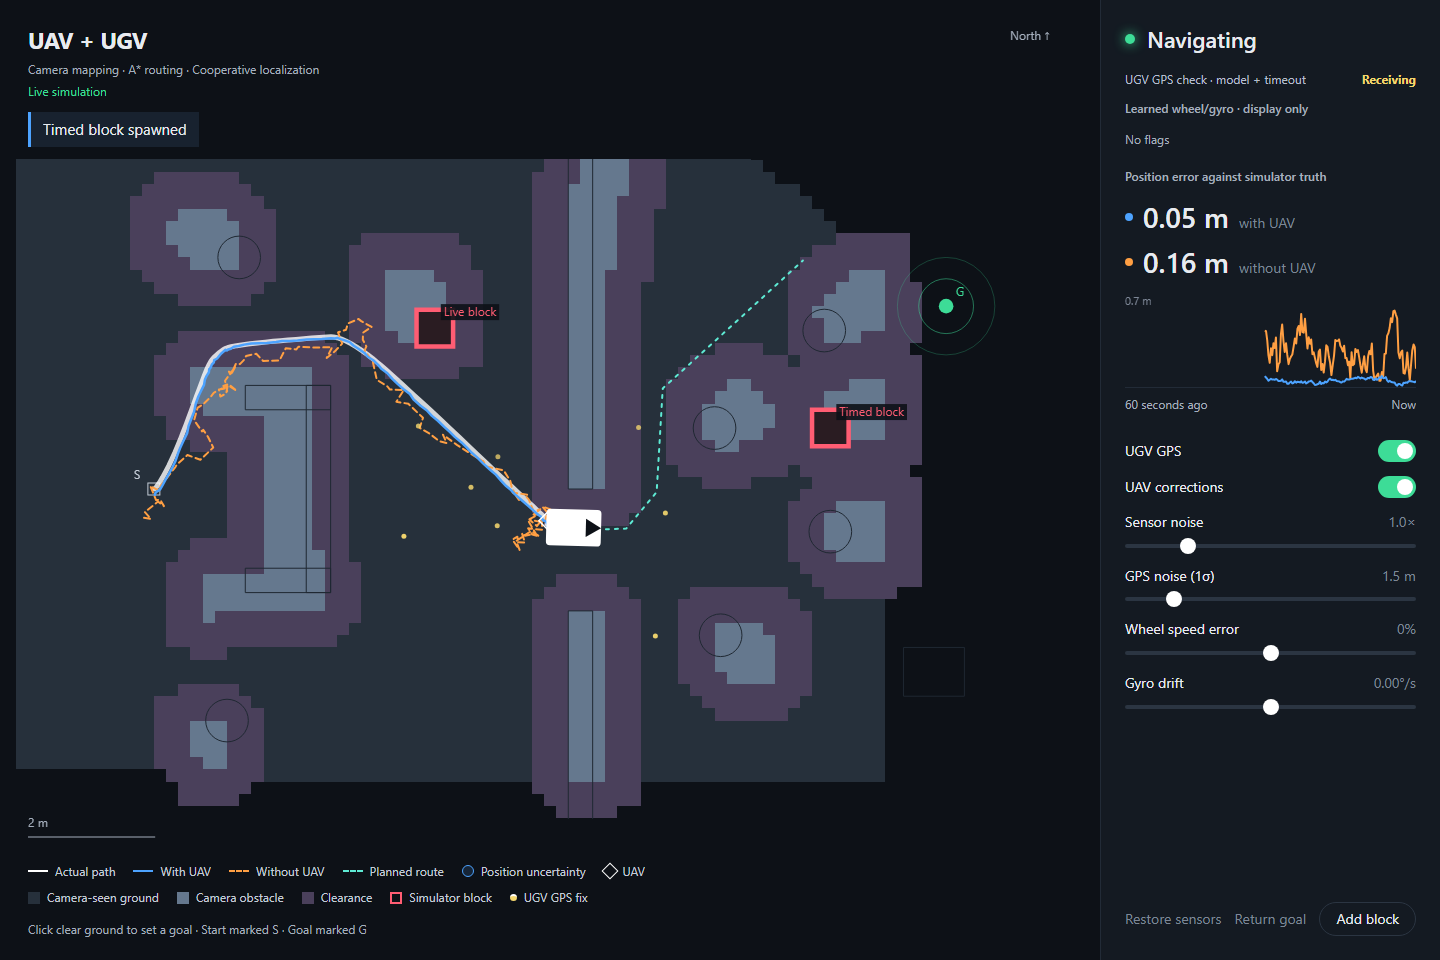 UAV + UGV
Camera mapping · A* routing · Cooperative localization
Live simulation
Timed block spawned
North ↑
Live block
Timed block
S
G
2 m
Actual path
With UAV
Without UAV
Planned route
Position uncertainty
UAV
Camera-seen ground
Camera obstacle
Clearance
Simulator block
UGV GPS fix
Click clear ground to set a goal · Start marked S · Goal marked G
Navigating
UGV GPS check · model + timeout Receiving
Learned wheel/gyro · display only
No flags
Position error against simulator truth
0.05 m with UAV
0.16 m without UAV
0.7 m
60 seconds ago Now
UGV GPS
UAV corrections
Sensor noise 1.0×
GPS noise (1σ) 1.5 m
Wheel speed error 0%
Gyro drift 0.00°/s
Restore sensors Return goal Add block